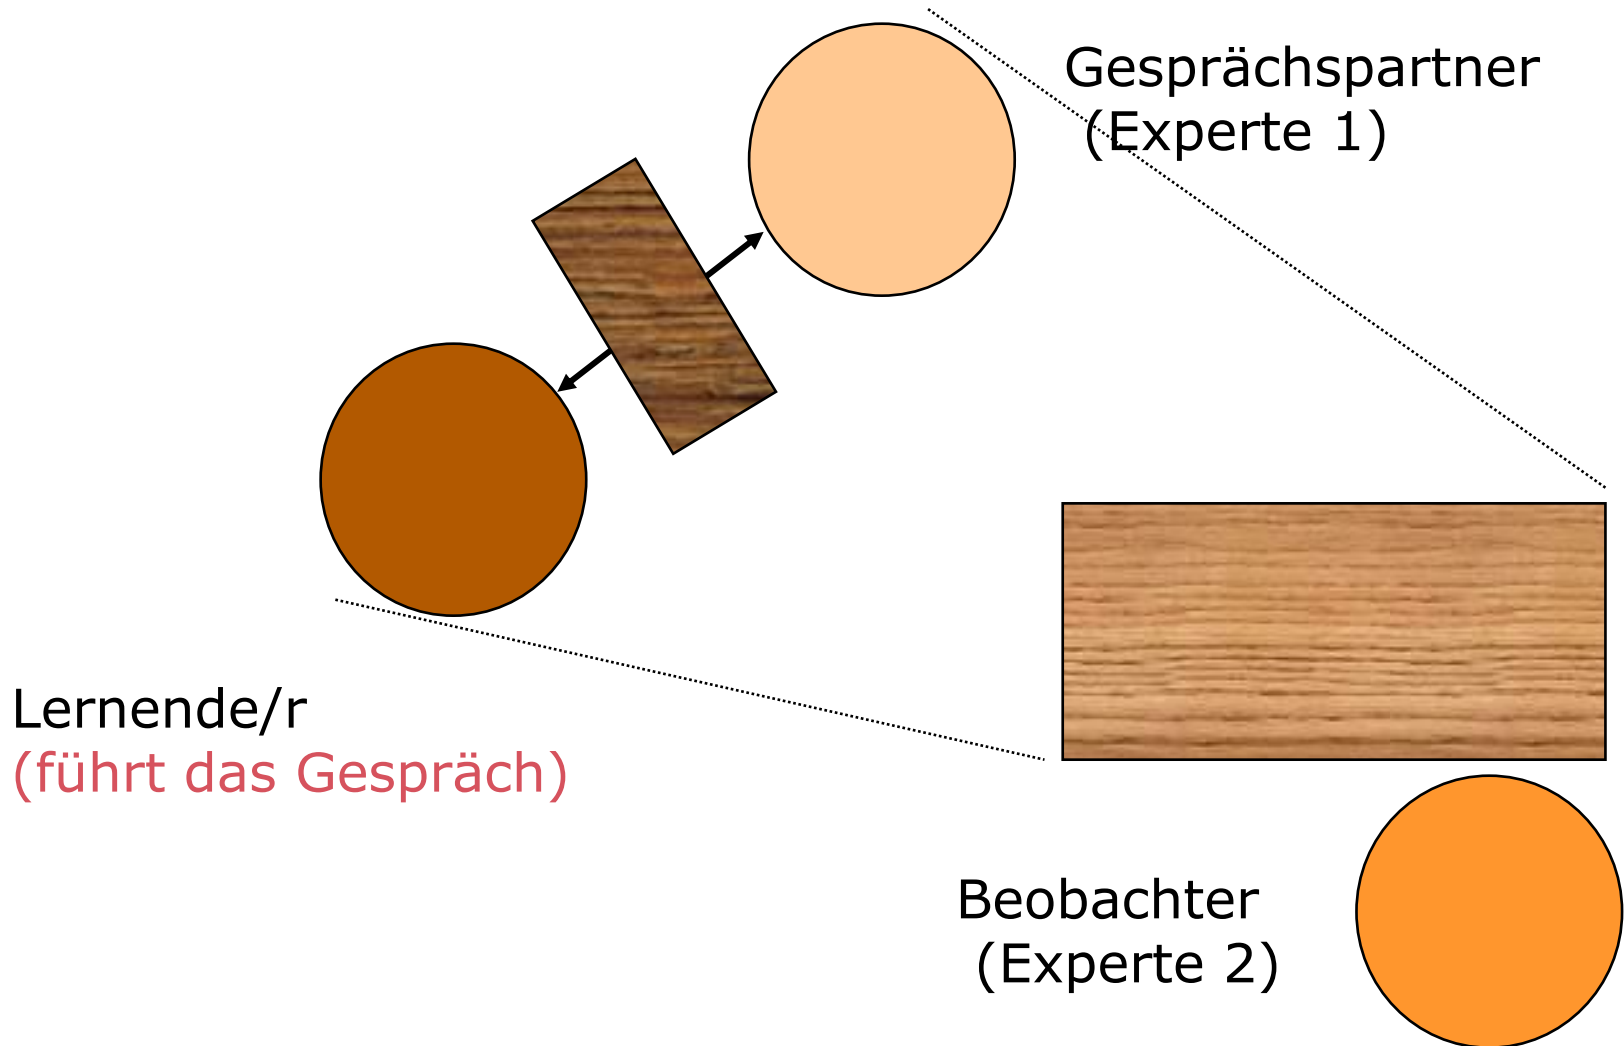 Gesprächspartner
(Experte 1)
Lernende/r
(führt das Gespräch)
Beobachter
(Experte 2)